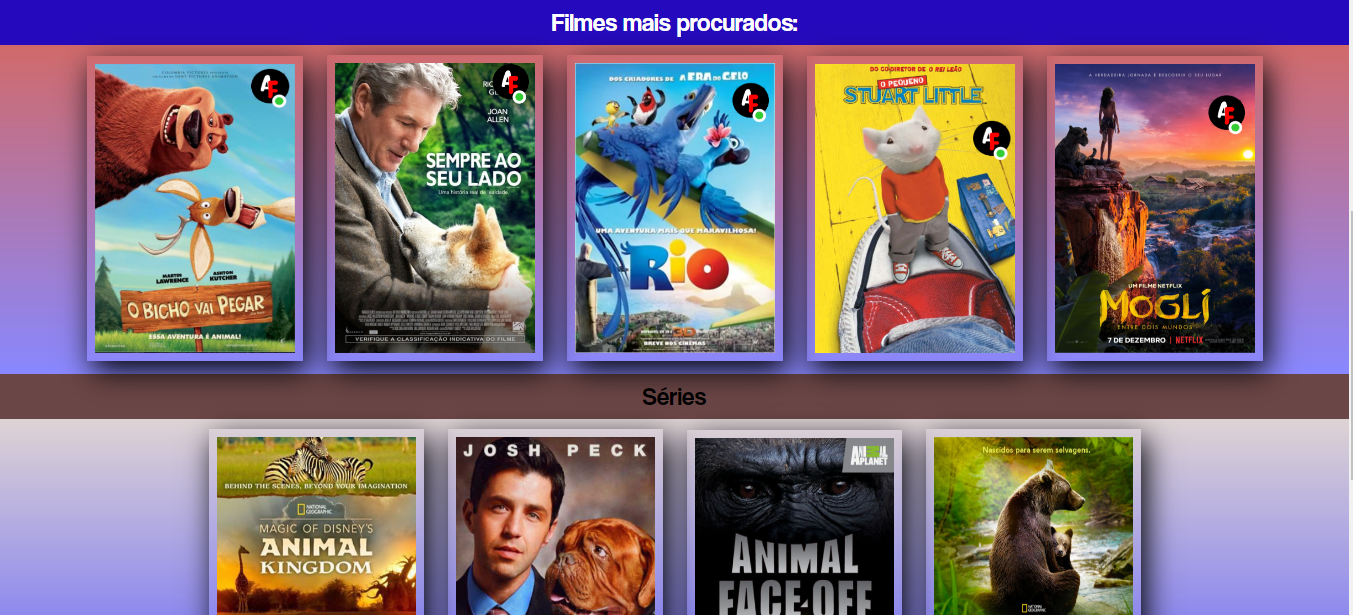 Filmes mais procurados:
COLUMBIA PICTURES
AF
MARTIN LAWRENCE
ASHTON KUTCHER
O BICHO VAI PEGAR
ESSA AVENTURA É ANIMAL!
AF
JOAN ALLEN
SEMPRE AO
SEU LADO
Uma história real de
VERIFIQUE A CLASSIFICAÇÃO INDICATIVA DO FILME
DOS CRIADORES DE A ERA DO GELO
AF
UMA AVENTURA MAIS QUE MARAVILHOSA!
RIO
BREVE NOS CINEMAS
DO CO-DIRETOR DE O REI LEÃO
O PEQUENO
STUART LITTLE
AF
A VERDADEIRA JORNADA É DESCOBRIR O SEU LUGAR
AF
UM FILME NETFLIX
MOGLI
ENTRE DOIS MUNDOS
7 DE DEZEMBRO | NETFLIX
Séries
BEHIND THE SCENES, BEYOND YOUR IMAGINATION
NATIONAL GEOGRAPHIC
MAGIC OF DISNEY'S
ANIMAL
KINGDOM
JOSH PECK
ANIMAL PLANET
ANIMAL
FACE-OFF
Nascidos para serem selvagens.
NATIONAL GEOGRAPHIC